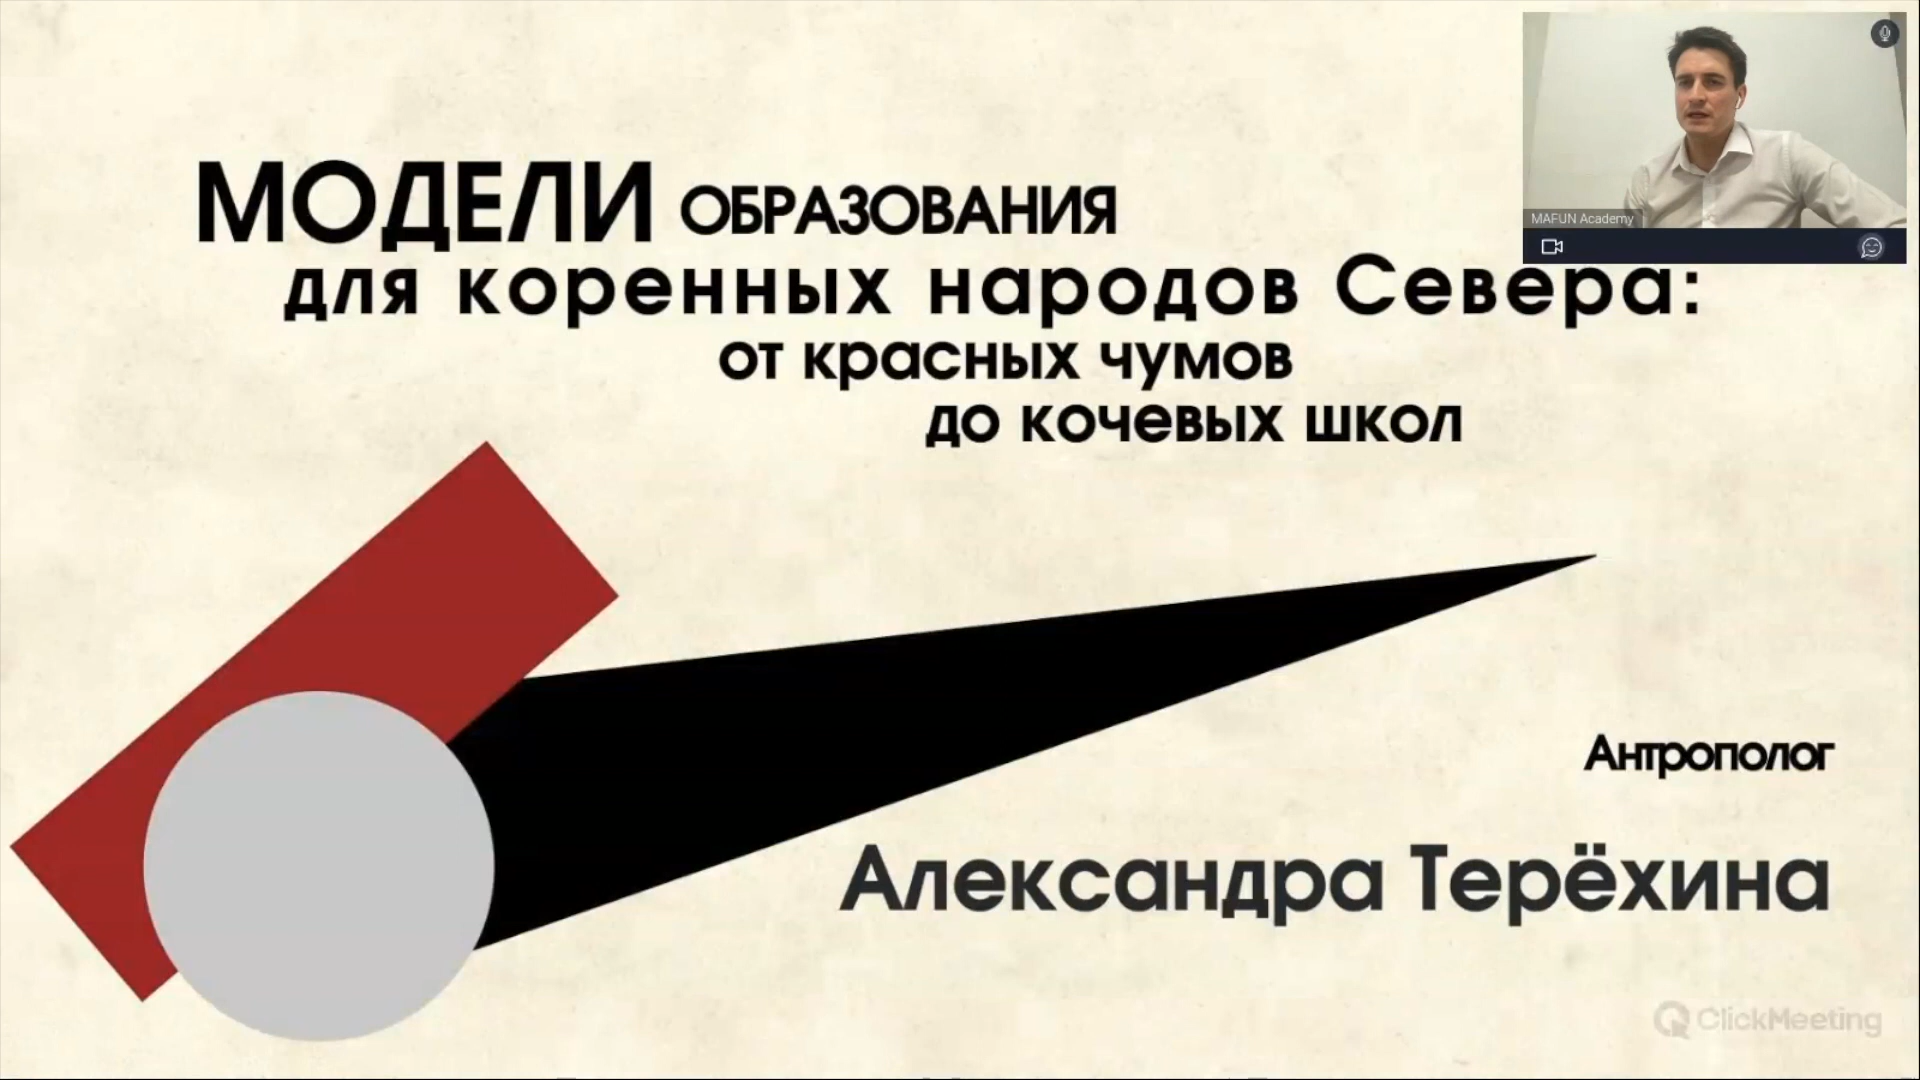 МОДЕЛИ ОБРАЗОВАНИЯ
для коренных народов Севера:
от красных чумов
до кочевых школ
Антрополог
Александра Терёхина
MAFUN Academy
ClickMeeting